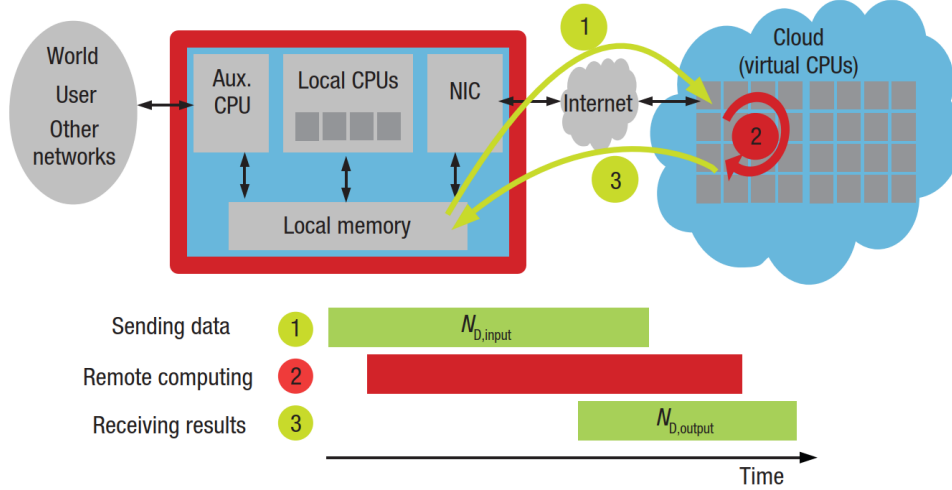 World
User
Other
networks
Aux.
CPU
Local CPUs
NIC
Local memory
1
Internet
3
Cloud
(virtual CPUs)
2
Sending data 1 N_D,input
Remote computing 2
Receiving results 3 N_D,output
Time